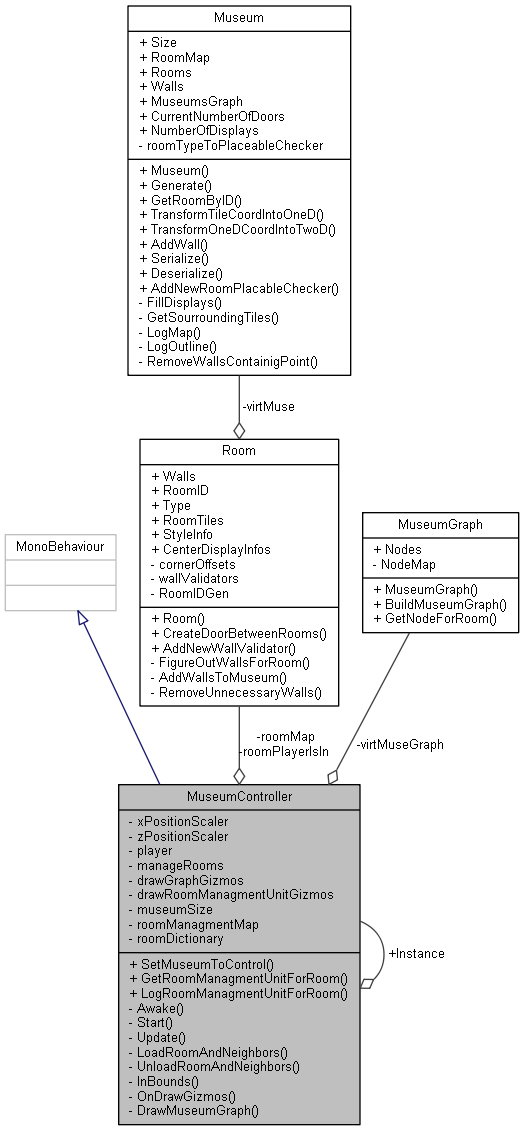 Museum
+ Size
+ RoomMap
+ Rooms
+ Walls
+ MuseumsGraph
+ CurrentNumberOfDoors
+ NumberOfDisplays
- roomTypeToPlaceableChecker
+ Museum()
+ Generate()
+ GetRoomByID()
+ TransformTileCoordIntoOneD()
+ TransformOneDCoordIntoTwoD()
+ AddWall()
+ Serialize()
+ Deserialize()
+ AddNewRoomPlacableChecker()
- FillDisplays()
- GetSourroundingTiles()
- LogMap()
- LogOutline()
- RemoveWallsContainigPoint()
-virtMuse
Room
+ Walls
+ RoomID
+ Type
+ RoomTiles
+ StyleInfo
+ CenterDisplayInfos
- cornerOffsets
- wallValidators
- RoomIDGen
+ Room()
+ CreateDoorBetweenRooms()
+ AddNewWallValidator()
- FigureOutWallsForRoom()
- AddWallsToMuseum()
- RemoveUnnecessaryWalls()
MuseumGraph
+ Nodes
- NodeMap
+ MuseumGraph()
+ BuildMuseumGraph()
+ GetNodeForRoom()
MonoBehaviour
-roomMap
-roomPlayerIsIn
-virtMuseGraph
MuseumController
- xPositionScaler
- zPositionScaler
- player
- manageRooms
- drawGraphGizmos
- drawRoomManagmentUnitGizmos
- museumSize
- roomManagmentMap
- roomDictionary
+ SetMuseumToControl()
+ GetRoomManagmentUnitForRoom()
+ LogRoomManagmentUnitForRoom()
- Awake()
- Start()
- Update()
- LoadRoomAndNeighbors()
- UnloadRoomAndNeighbors()
- InBounds()
- OnDrawGizmos()
- DrawMuseumGraph()
+Instance